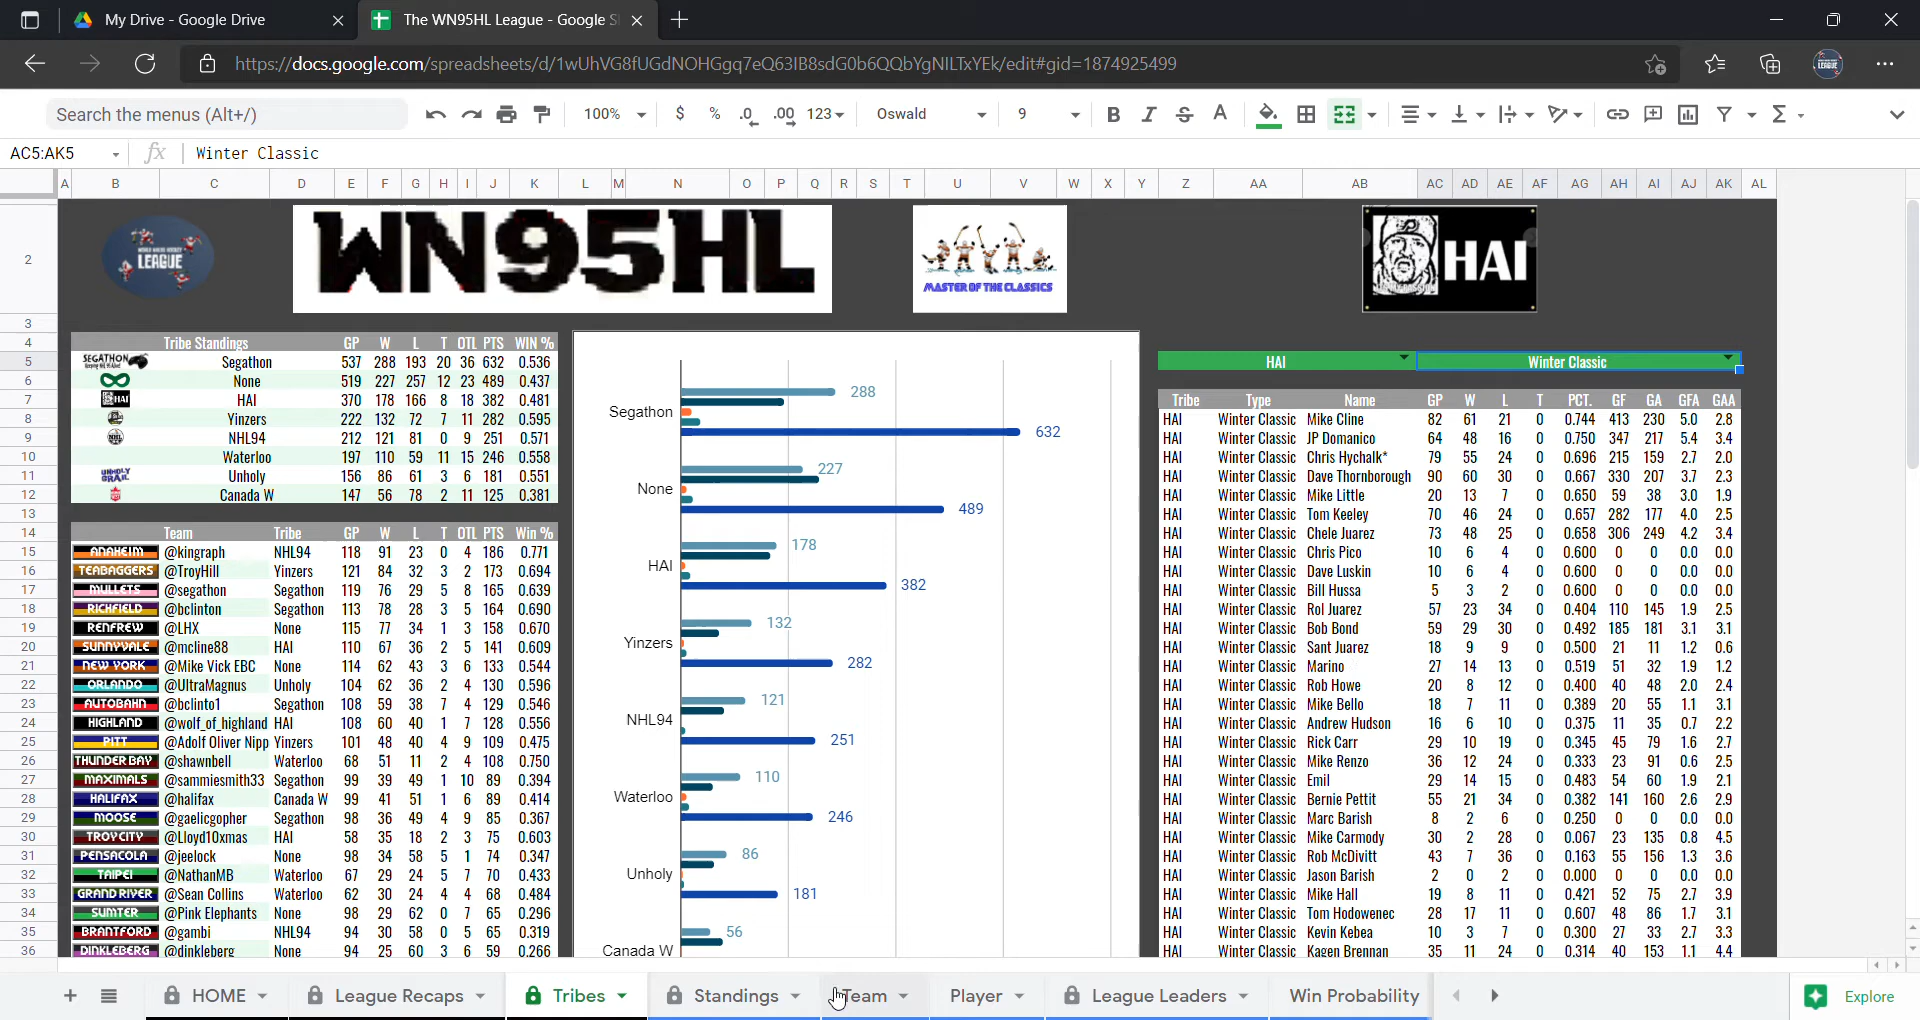 My Drive - Google Drive
The WN95HL League - Google S
https://docs.google.com/spreadsheets/d/1wUhVG8fUGdNOHGgq7eQ63IB8sdG0b6QQbYgNILTxYEk/edit#gid=1874925499
Search the menus (Alt+/) 100% $ % .0 .00 123 Oswald 9 B I S A
AC5:AK5 fx Winter Classic
A B C D E F G H I J K L M N O P Q R S T U V W X Y Z AA AB AC AD AE AF AG AH AI AJ AK AL
LEAGUE WN95HL MASTER OF THE CLASSICS HAI
Tribe Standings GP W L T OTL PTS WIN %
SEGATHON Segathon 537 288 193 20 36 632 0.536
None 519 227 257 12 23 489 0.437
HAI 370 178 166 8 18 382 0.481
Yinzers 222 132 72 7 11 282 0.595
NHL94 212 121 81 0 9 251 0.571
Waterloo 197 110 59 11 15 246 0.558
UNHOLY GRAIL Unholy 156 86 61 3 6 181 0.551
Canada W 147 56 78 2 11 125 0.381
Team Tribe GP W L T OTL PTS Win %
ANAHEIM @kingraph NHL94 118 91 23 0 4 186 0.771
TEABAGGERS @TroyHill Yinzers 121 84 32 3 2 173 0.694
MULLETS @segathon Segathon 119 76 29 5 8 165 0.639
RICHFIELD @bclinton Segathon 113 78 28 3 5 164 0.690
RENFREW @LHX None 115 77 34 1 3 158 0.670
SUNNYVALE @mcline88 HAI 110 67 36 2 5 141 0.609
NEW YORK @Mike Vick EBC None 114 62 43 3 6 133 0.544
ORLANDO @UltraMagnus Unholy 104 62 36 2 4 130 0.596
AUTOBAHN @bclinto1 Segathon 108 59 38 7 4 129 0.546
HIGHLAND @wolf_of_highland HAI 108 60 40 1 7 128 0.556
PITT @Adolf Oliver Nipp Yinzers 101 48 40 4 9 109 0.475
THUNDER BAY @shawnbell Waterloo 68 51 11 2 4 108 0.750
MAXIMALS @sammiesmith33 Segathon 99 39 49 1 10 89 0.394
HALIFAX @halifax Canada W 99 41 51 1 6 89 0.414
MOOSE @gaelicgopher Segathon 98 36 49 4 9 85 0.367
TROY CITY @Lloyd10xmas HAI 58 35 18 2 3 75 0.603
PENSACOLA @jeelock None 98 34 58 5 1 74 0.347
TAIPEI @NathanMB Waterloo 67 29 24 5 7 70 0.433
GRAND RIVER @Sean Collins Waterloo 62 30 24 4 4 68 0.484
SUMTER @Pink Elephants None 98 29 62 0 7 65 0.296
BRANTFORD @gambi NHL94 94 30 58 0 5 65 0.319
DINKLEBERG @dinkleberg None 94 25 60 3 6 59 0.266
Segathon 288 632
None 227 489
HAI 178 382
Yinzers 132 282
NHL94 121 251
Waterloo 110 246
Unholy 86 181
Canada W 56
HAI Winter Classic
Tribe Type Name GP W L T PCT. GF GA GFA GAA
HAI Winter Classic Mike Cline 82 61 21 0 0.744 413 230 5.0 2.8
HAI Winter Classic JP Domanico 64 48 16 0 0.750 347 217 5.4 3.4
HAI Winter Classic Chris Hychalk* 79 55 24 0 0.696 215 159 2.7 2.0
HAI Winter Classic Dave Thornborough 90 60 30 0 0.667 330 207 3.7 2.3
HAI Winter Classic Mike Little 20 13 7 0 0.650 59 38 3.0 1.9
HAI Winter Classic Tom Keeley 70 46 24 0 0.657 282 177 4.0 2.5
HAI Winter Classic Chele Juarez 73 48 25 0 0.658 306 249 4.2 3.4
HAI Winter Classic Chris Pico 10 6 4 0 0.600 0 0 0.0 0.0
HAI Winter Classic Dave Luskin 10 6 4 0 0.600 0 0 0.0 0.0
HAI Winter Classic Bill Hussa 5 3 2 0 0.600 0 0 0.0 0.0
HAI Winter Classic Rol Juarez 57 23 34 0 0.404 110 145 1.9 2.5
HAI Winter Classic Bob Bond 59 29 30 0 0.492 185 181 3.1 3.1
HAI Winter Classic Sant Juarez 18 9 9 0 0.500 21 11 1.2 0.6
HAI Winter Classic Marino 27 14 13 0 0.519 51 32 1.9 1.2
HAI Winter Classic Rob Howe 20 8 12 0 0.400 40 48 2.0 2.4
HAI Winter Classic Mike Bello 18 7 11 0 0.389 20 55 1.1 3.1
HAI Winter Classic Andrew Hudson 16 6 10 0 0.375 11 35 0.7 2.2
HAI Winter Classic Rick Carr 29 10 19 0 0.345 45 79 1.6 2.7
HAI Winter Classic Mike Renzo 36 12 24 0 0.333 23 91 0.6 2.5
HAI Winter Classic Emil 29 14 15 0 0.483 54 60 1.9 2.1
HAI Winter Classic Bernie Pettit 55 21 34 0 0.382 141 160 2.6 2.9
HAI Winter Classic Marc Barish 8 2 6 0 0.250 0 0 0.0 0.0
HAI Winter Classic Mike Carmody 30 2 28 0 0.067 23 135 0.8 4.5
HAI Winter Classic Rob McDivitt 43 7 36 0 0.163 55 156 1.3 3.6
HAI Winter Classic Jason Barish 2 0 2 0 0.000 0 0 0.0 0.0
HAI Winter Classic Mike Hall 19 8 11 0 0.421 52 75 2.7 3.9
HAI Winter Classic Tom Hodowenec 28 17 11 0 0.607 48 86 1.7 3.1
HAI Winter Classic Kevin Kebea 10 3 7 0 0.300 27 33 2.7 3.3
HAI Winter Classic Kagen Brennan 35 11 24 0 0.314 40 153 1.1 4.4
HOME League Recaps Tribes Standings Team Player League Leaders Win Probability Explore